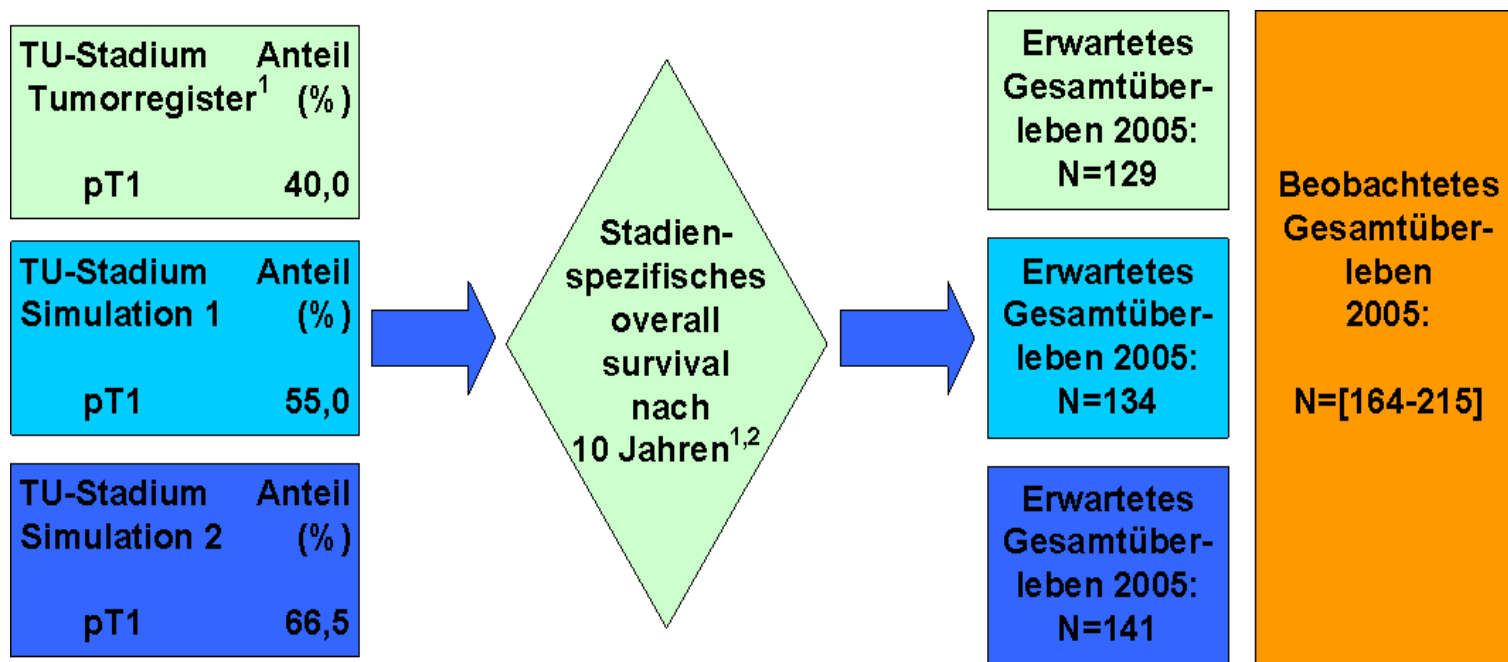 TU-Stadium Anteil
Tumorregister¹ (%)
pT1 40,0
TU-Stadium Anteil
Simulation 1 (%)
pT1 55,0
TU-Stadium Anteil
Simulation 2 (%)
pT1 66,5
Stadien-
spezifisches
overall
survival
nach
10 Jahren¹,²
Erwartetes
Gesamtüber-
leben 2005:
N=129
Erwartetes
Gesamtüber-
leben 2005:
N=134
Erwartetes
Gesamtüber-
leben 2005:
N=141
Beobachtetes
Gesamtüber-
leben
2005:
N=[164-215]